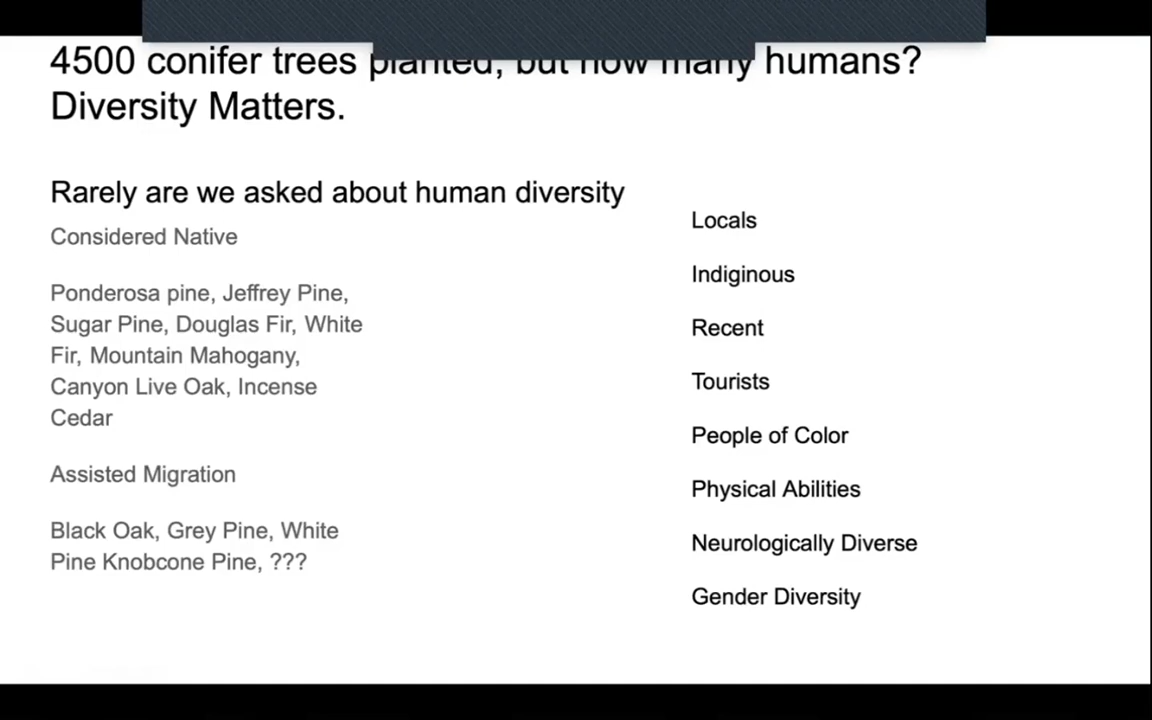 4500 conifer trees planted, but how many humans?
Diversity Matters.
Rarely are we asked about human diversity
Considered Native
Ponderosa pine, Jeffrey Pine,
Sugar Pine, Douglas Fir, White
Fir, Mountain Mahogany,
Canyon Live Oak, Incense
Cedar
Assisted Migration
Black Oak, Grey Pine, White
Pine Knobcone Pine, ???
Locals
Indiginous
Recent
Tourists
People of Color
Physical Abilities
Neurologically Diverse
Gender Diversity